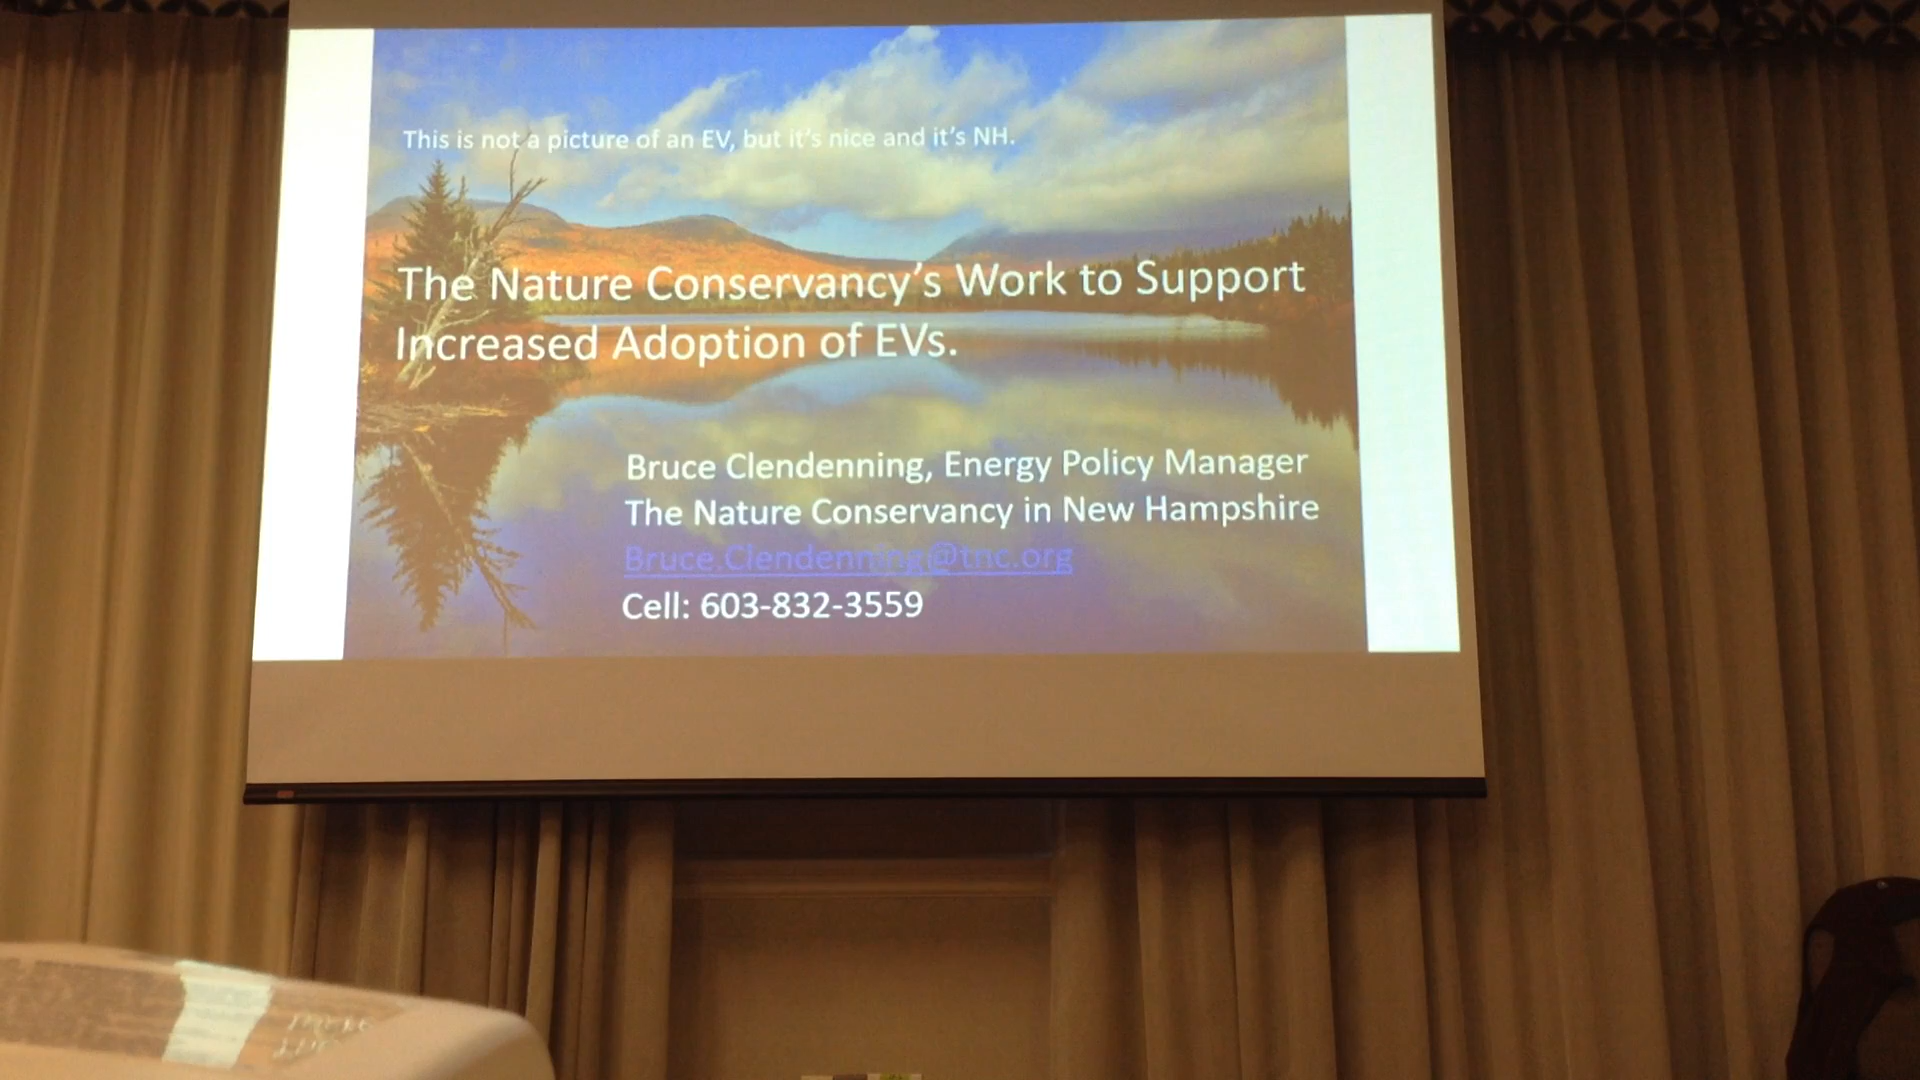 This is not a picture of an EV, but it's nice and it's NH.
The Nature Conservancy's Work to Support
Increased Adoption of EVs.
Bruce Clendenning, Energy Policy Manager
The Nature Conservancy in New Hampshire
Bruce.Clendenning@tnc.org
Cell: 603-832-3559